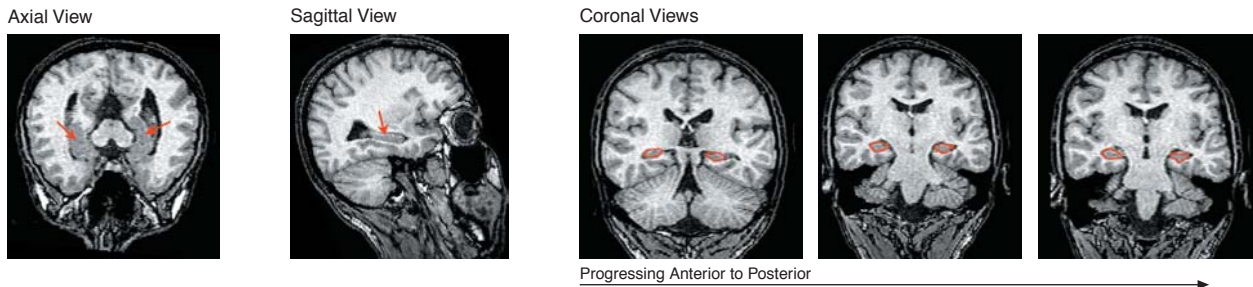 Axial View
Sagittal View
Coronal Views
Progressing Anterior to Posterior